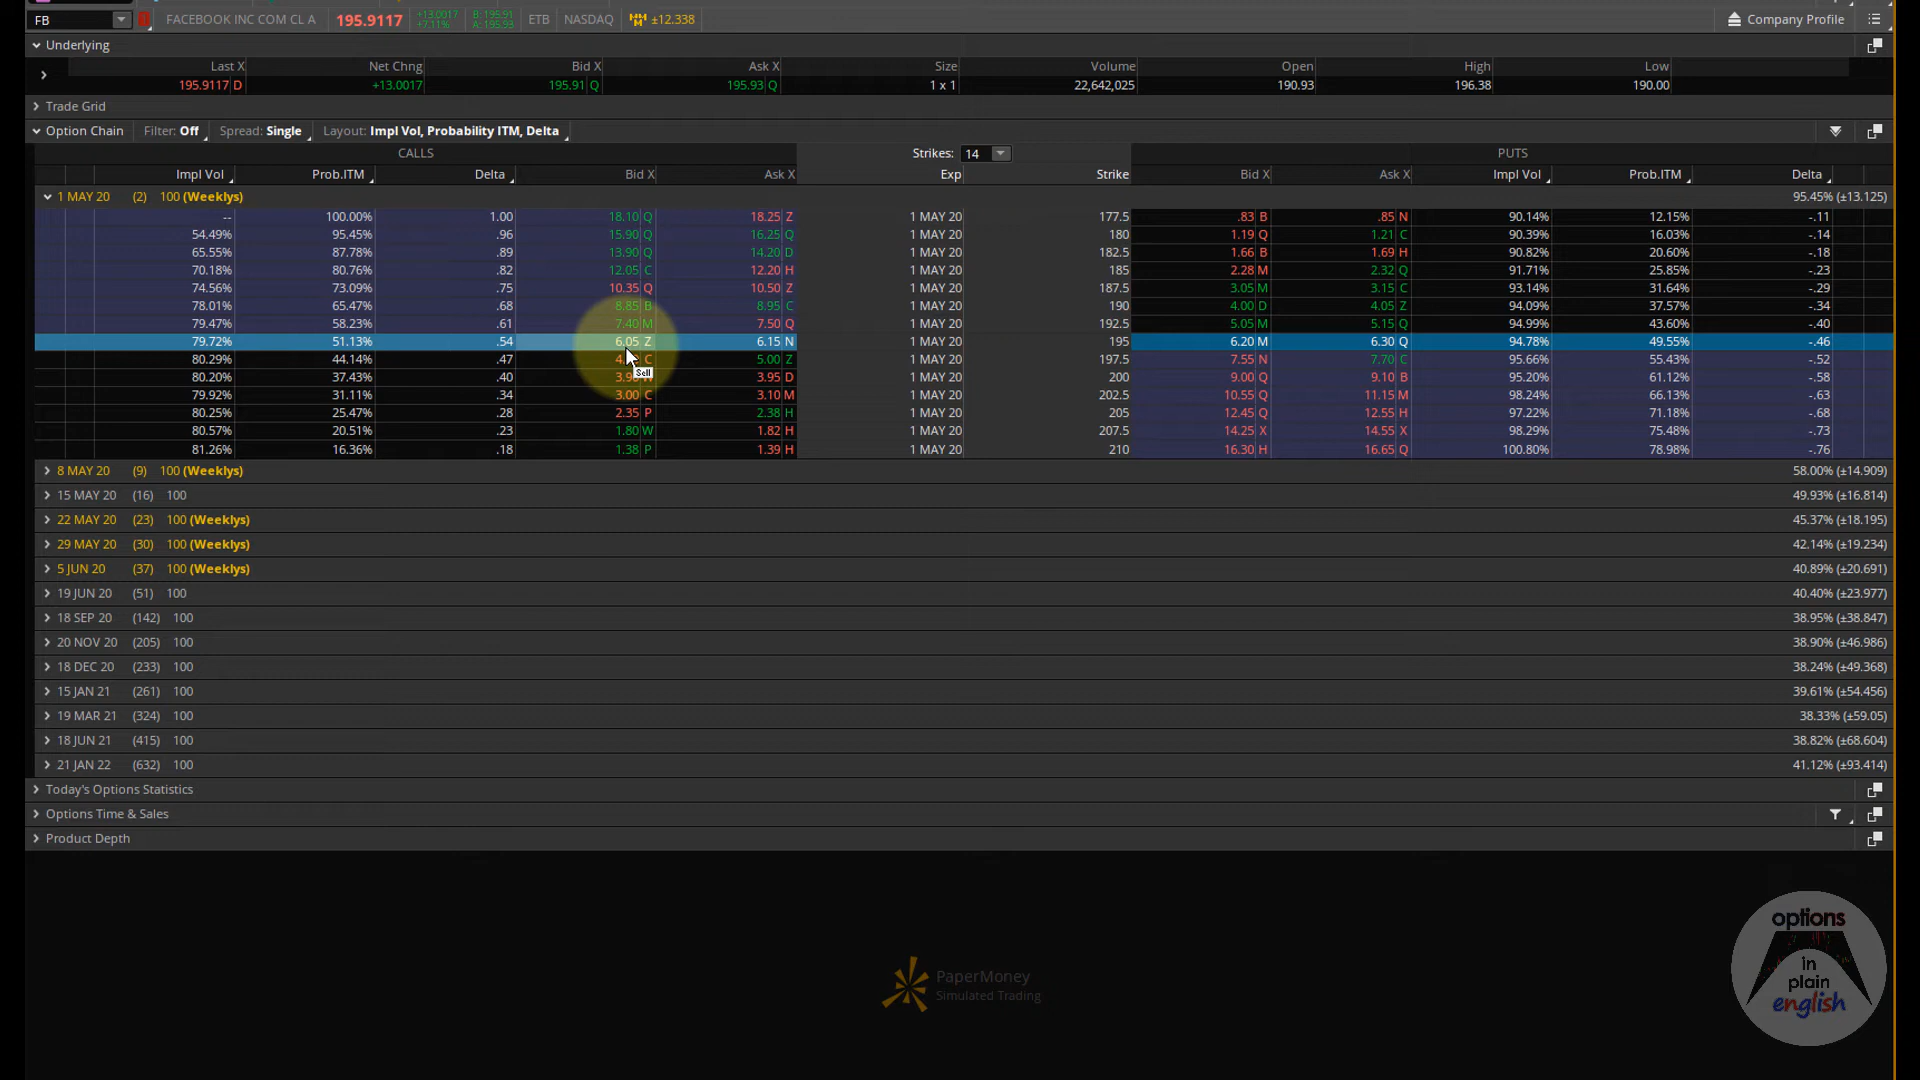 FB FACEBOOK INC COM CL A 195.9117 +13.0017 +7.11% B: 195.91 A: 195.93 ETB NASDAQ ±12.338 Company Profile
Underlying
Last X Net Chng Bid X Ask X Size Volume Open High Low
195.9117 D +13.0017 195.91 Q 195.93 Q 1 x 1 22,642,025 190.93 196.38 190.00
Trade Grid
Option Chain Filter: Off Spread: Single Layout: Impl Vol, Probability ITM, Delta
CALLS Strikes: 14 PUTS
Impl Vol Prob.ITM Delta Bid X Ask X Exp Strike Bid X Ask X Impl Vol Prob.ITM Delta
1 MAY 20 (2) 100 (Weeklys) 95.45% (±13.125)
-- 100.00% 1.00 18.10 Q 18.25 Z 1 MAY 20 177.5 .83 B .85 N 90.14% 12.15% -.11
54.49% 95.45% .96 15.90 Q 16.25 Q 1 MAY 20 180 1.19 Q 1.21 C 90.39% 16.03% -.14
65.55% 87.78% .89 13.90 Q 14.20 D 1 MAY 20 182.5 1.66 B 1.69 H 90.82% 20.60% -.18
70.18% 80.76% .82 12.05 C 12.20 H 1 MAY 20 185 2.28 M 2.32 Q 91.71% 25.85% -.23
74.56% 73.09% .75 10.35 Q 10.50 Z 1 MAY 20 187.5 3.05 M 3.15 C 93.14% 31.64% -.29
78.01% 65.47% .68 8.85 B 8.95 C 1 MAY 20 190 4.00 D 4.05 Z 94.09% 37.57% -.34
79.47% 58.23% .61 7.40 M 7.50 Q 1 MAY 20 192.5 5.05 M 5.15 Q 94.99% 43.60% -.40
79.72% 51.13% .54 6.05 Z 6.15 N 1 MAY 20 195 6.20 M 6.30 Q 94.78% 49.55% -.46
80.29% 44.14% .47 C 5.00 Z 1 MAY 20 197.5 7.55 N 7.70 C 95.66% 55.43% -.52
Sell
80.20% 37.43% .40 3.90 3.95 D 1 MAY 20 200 9.00 Q 9.10 B 95.20% 61.12% -.58
79.92% 31.11% .34 3.00 C 3.10 M 1 MAY 20 202.5 10.55 Q 11.15 M 98.24% 66.13% -.63
80.25% 25.47% .28 2.35 P 2.38 H 1 MAY 20 205 12.45 Q 12.55 H 97.22% 71.18% -.68
80.57% 20.51% .23 1.80 W 1.82 H 1 MAY 20 207.5 14.25 X 14.55 X 98.29% 75.48% -.73
81.26% 16.36% .18 1.38 P 1.39 H 1 MAY 20 210 16.30 H 16.65 Q 100.80% 78.98% -.76
8 MAY 20 (9) 100 (Weeklys) 58.00% (±14.909)
15 MAY 20 (16) 100 49.93% (±16.814)
22 MAY 20 (23) 100 (Weeklys) 45.37% (±18.195)
29 MAY 20 (30) 100 (Weeklys) 42.14% (±19.234)
5 JUN 20 (37) 100 (Weeklys) 40.89% (±20.691)
19 JUN 20 (51) 100 40.40% (±23.977)
18 SEP 20 (142) 100 38.95% (±38.847)
20 NOV 20 (205) 100 38.90% (±46.986)
18 DEC 20 (233) 100 38.24% (±49.368)
15 JAN 21 (261) 100 39.61% (±54.456)
19 MAR 21 (324) 100 38.33% (±59.05)
18 JUN 21 (415) 100 38.82% (±68.604)
21 JAN 22 (632) 100 41.12% (±93.414)
Today's Options Statistics
Options Time & Sales
Product Depth
PaperMoney
Simulated Trading
options
in
plain
english